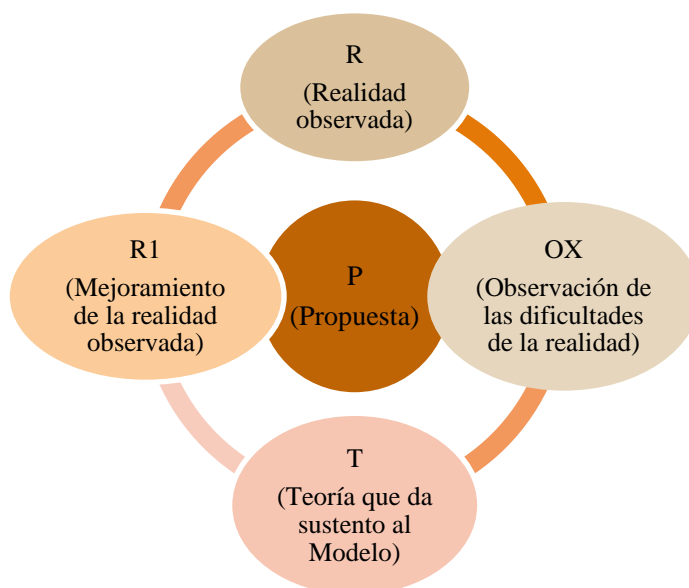 R
(Realidad
observada)
R1
(Mejoramiento
de la realidad
observada)
P
(Propuesta)
OX
(Observación de
las dificultades
de la realidad)
T
(Teoría que da
sustento al
Modelo)